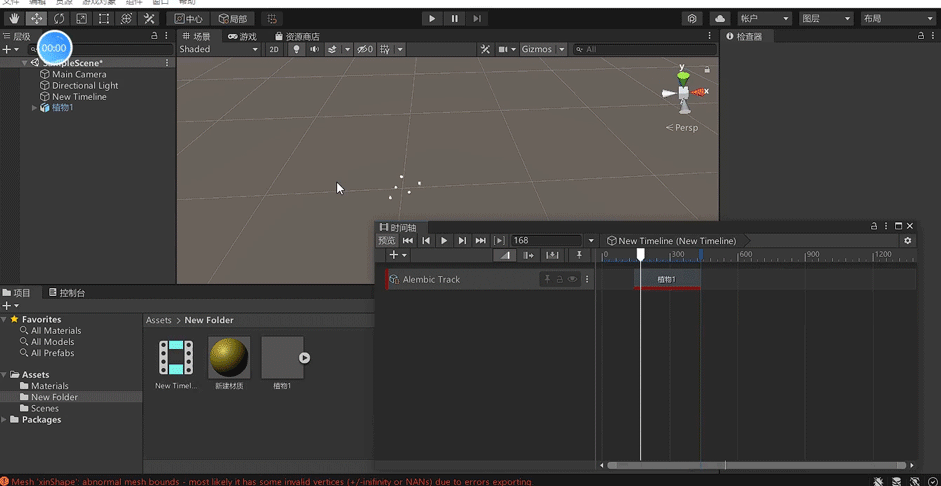 文件 编辑 资源 游戏对象 组件 窗口 帮助
中心 局部 帐户 图层 布局
层级 场景 游戏 资源商店 检查器
00:00
Shaded 2D 0 Gizmos All
SampleScene*
Main Camera
Directional Light
New Timeline
植物1
y
x
Persp
时间轴
预览 168 New Timeline (New Timeline)
0 300 600 900 1200
Alembic Track 植物1
项目 控制台
Favorites
All Materials
All Models
All Prefabs
Assets
Materials
New Folder
Scenes
Packages
Assets > New Folder
New Timel... 新建材质 植物1
Mesh 'xinShape': abnormal mesh bounds - most likely it has some invalid vertices (+/-inifinity or NANs) due to errors exporting